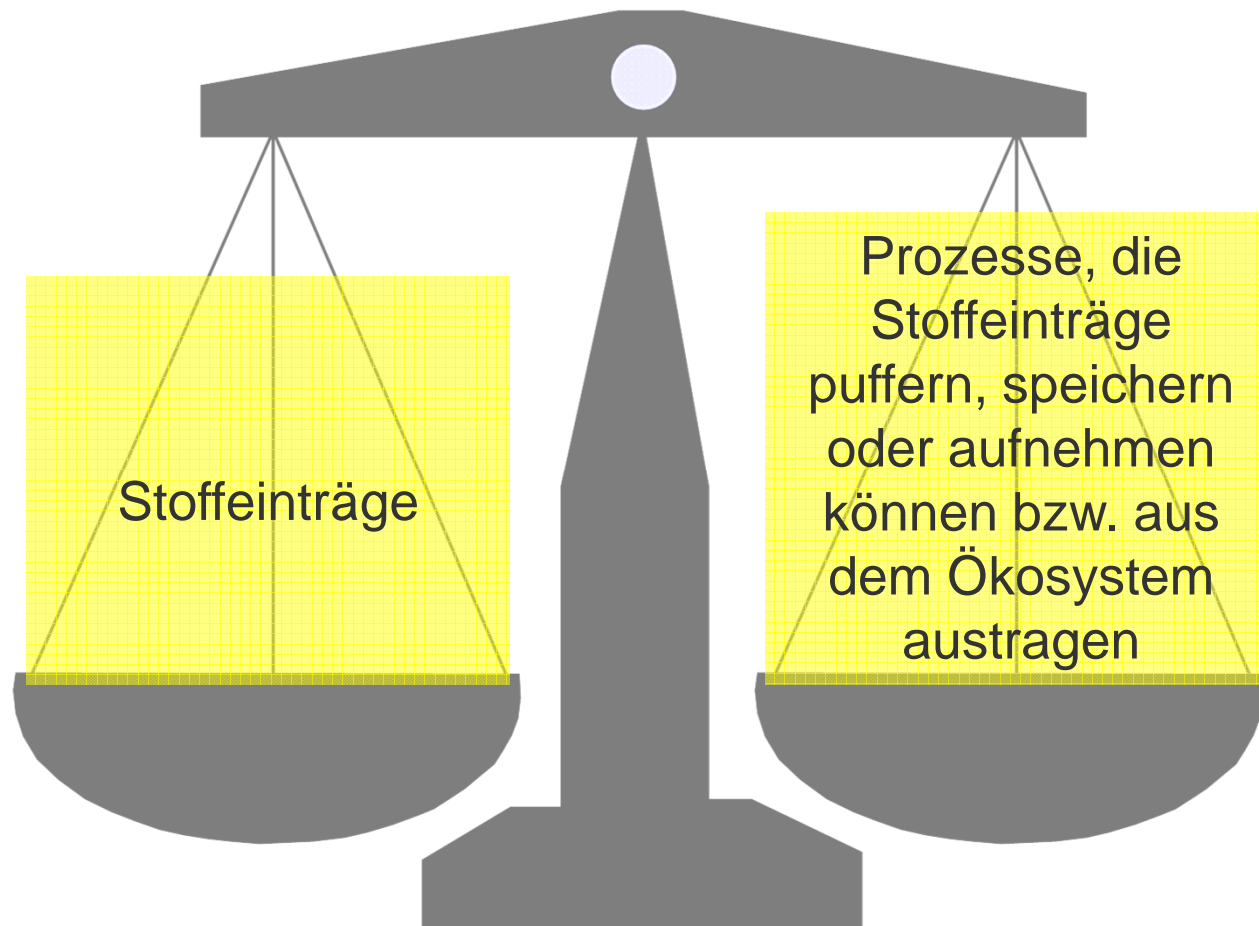 Stoffeinträge
Prozesse, die
Stoffeinträge
puffern, speichern
oder aufnehmen
können bzw. aus
dem Ökosystem
austragen